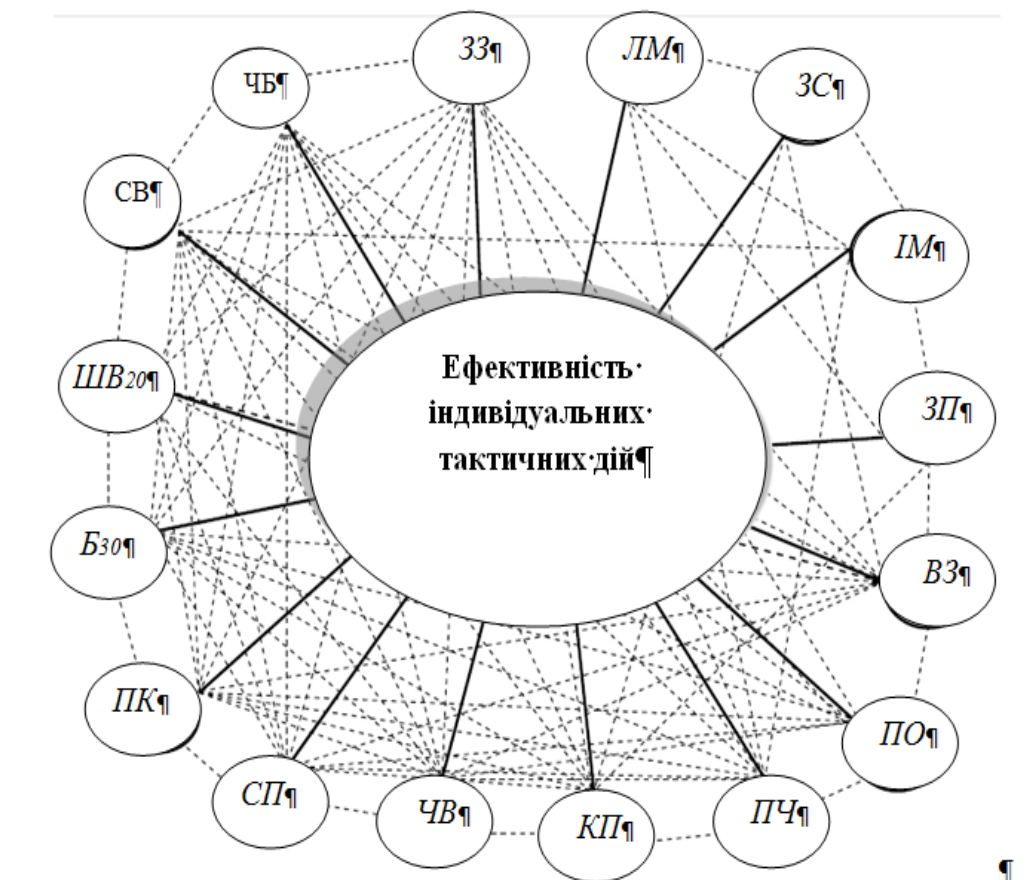 ЗЗ¶
ЛМ¶
ЧБ¶
ЗС¶
СВ¶
ІМ¶
Ефективність·
індивідуальних·
тактичних·дій¶
ШВ20¶
ЗП¶
Б30¶
ВЗ¶
ПК¶
ПО¶
СП¶
ЧВ¶
КП¶
ПЧ¶
¶